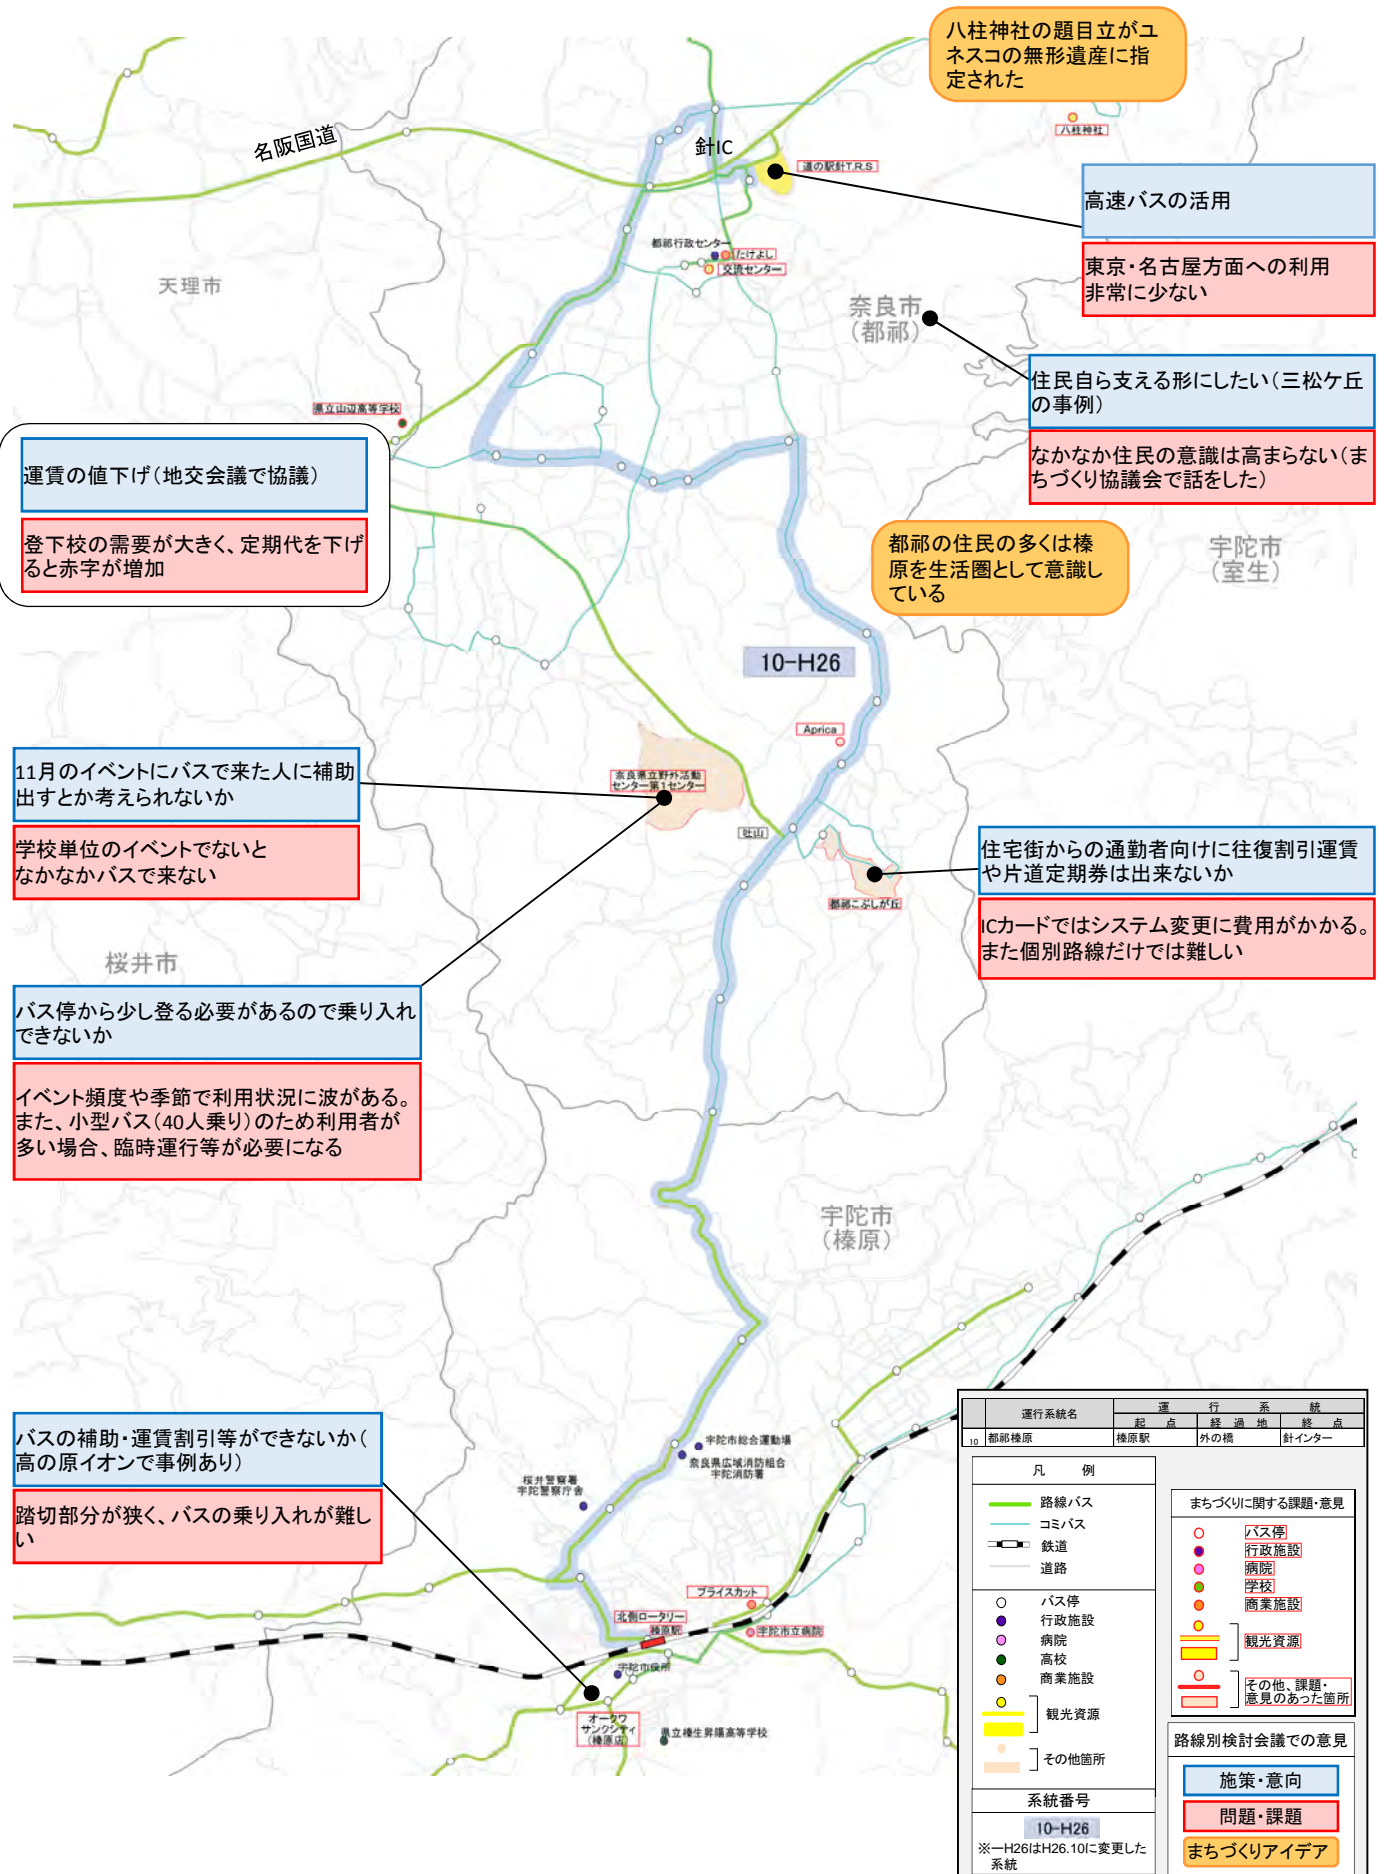 八柱神社の題目立がユ
ネスコの無形遺産に指
定された
八柱神社
名阪国道
針IC
道の駅針T.R.S
高速バスの活用
東京・名古屋方面への利用
非常に少ない
都祁行政センター
たけよし
交流センター
天理市
奈良市
（都祁）
住民自ら支える形にしたい（三松ケ丘
の事例）
なかなか住民の意識は高まらない（ま
ちづくり協議会で話をした）
県立山辺高等学校
運賃の値下げ（地交会議で協議）
登下校の需要が大きく、定期代を下げ
ると赤字が増加
都祁の住民の多くは榛
原を生活圏として意識し
ている
宇陀市
（室生）
10-H26
Aprica
11月のイベントにバスで来た人に補助
出すとか考えられないか
学校単位のイベントでないと
なかなかバスで来ない
奈良県立野外活動
センター第1センター
吐山
都祁こぶしが丘
住宅街からの通勤者向けに往復割引運賃
や片道定期券は出来ないか
ICカードではシステム変更に費用がかかる。
また個別路線だけでは難しい
桜井市
バス停から少し登る必要があるので乗り入れ
できないか
イベント頻度や季節で利用状況に波がある。
また、小型バス（40人乗り）のため利用者が
多い場合、臨時運行等が必要になる
宇陀市
（榛原）
バスの補助・運賃割引等ができないか（
高の原イオンで事例あり）
踏切部分が狭く、バスの乗り入れが難し
い
宇陀市総合運動場
奈良県広域消防組合
宇陀消防署
桜井警察署
宇陀警察庁舎
プライスカット
北側ロータリー
榛原駅
宇陀市立病院
宇陀市役所
オークワ
サンクシティ
（榛原店）
県立榛生昇陽高等学校
運行系統名 運行系統
起点 経過地 終点
10 都祁榛原 榛原駅 外の橋 針インター
凡例
路線バス
コミバス
鉄道
道路
バス停
行政施設
病院
高校
商業施設
観光資源
その他箇所
系統番号
10-H26
※ーH26はH26.10に変更した
系統
まちづくりに関する課題・意見
バス停
行政施設
病院
学校
商業施設
観光資源
その他、課題・
意見のあった箇所
路線別検討会議での意見
施策・意向
問題・課題
まちづくりアイデア